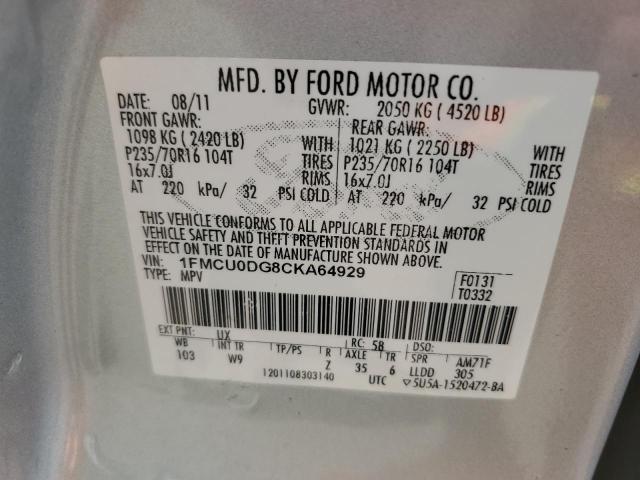 MFD. BY FORD MOTOR CO.
DATE: 08/11 GVWR: 2050 KG ( 4520 LB)
FRONT GAWR: REAR GAWR:
1098 KG ( 2420 LB) WITH 1021 KG ( 2250 LB) WITH
P235/70R16 104T TIRES P235/70R16 104T TIRES
16x7.0J RIMS 16x7.0J RIMS
AT 220 kPa/ 32 PSI COLD AT 220 kPa/ 32 PSI COLD
THIS VEHICLE CONFORMS TO ALL APPLICABLE FEDERAL MOTOR
VEHICLE SAFETY AND THEFT PREVENTION STANDARDS IN
EFFECT ON THE DATE OF MANUFACTURE SHOWN ABOVE.
VIN: 1FMCU0DG8CKA64929
TYPE: MPV
F0131
T0332
EXT PNT: UX RC: 58 DSO:
WB INT TR TP/PS R AXLE TR SPR AM71F
103 W9 Z 35 6 LLDD 305
1201108303140 UTC 5U5A-1520472-BA